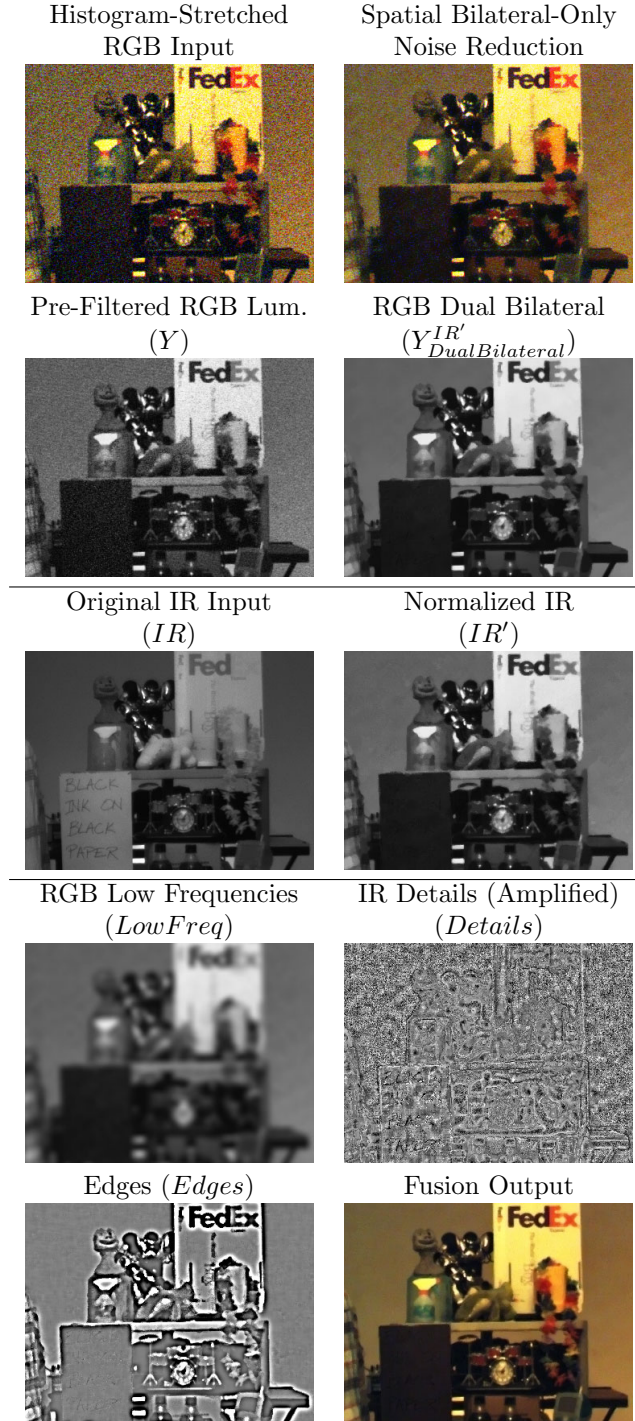 Histogram-Stretched
RGB Input
Spatial Bilateral-Only
Noise Reduction
FedEx
FedEx
Pre-Filtered RGB Lum.
(Y)
RGB Dual Bilateral
(Y^{IR'}_{DualBilateral})
FedEx
FedEx
Original IR Input
(IR)
Normalized IR
(IR′)
FedEx
BLACK
INK ON
BLACK
PAPER
FedEx
RGB Low Frequencies
(LowFreq)
IR Details (Amplified)
(Details)
FedEx
Edges (Edges)
Fusion Output
FedEx
FedEx